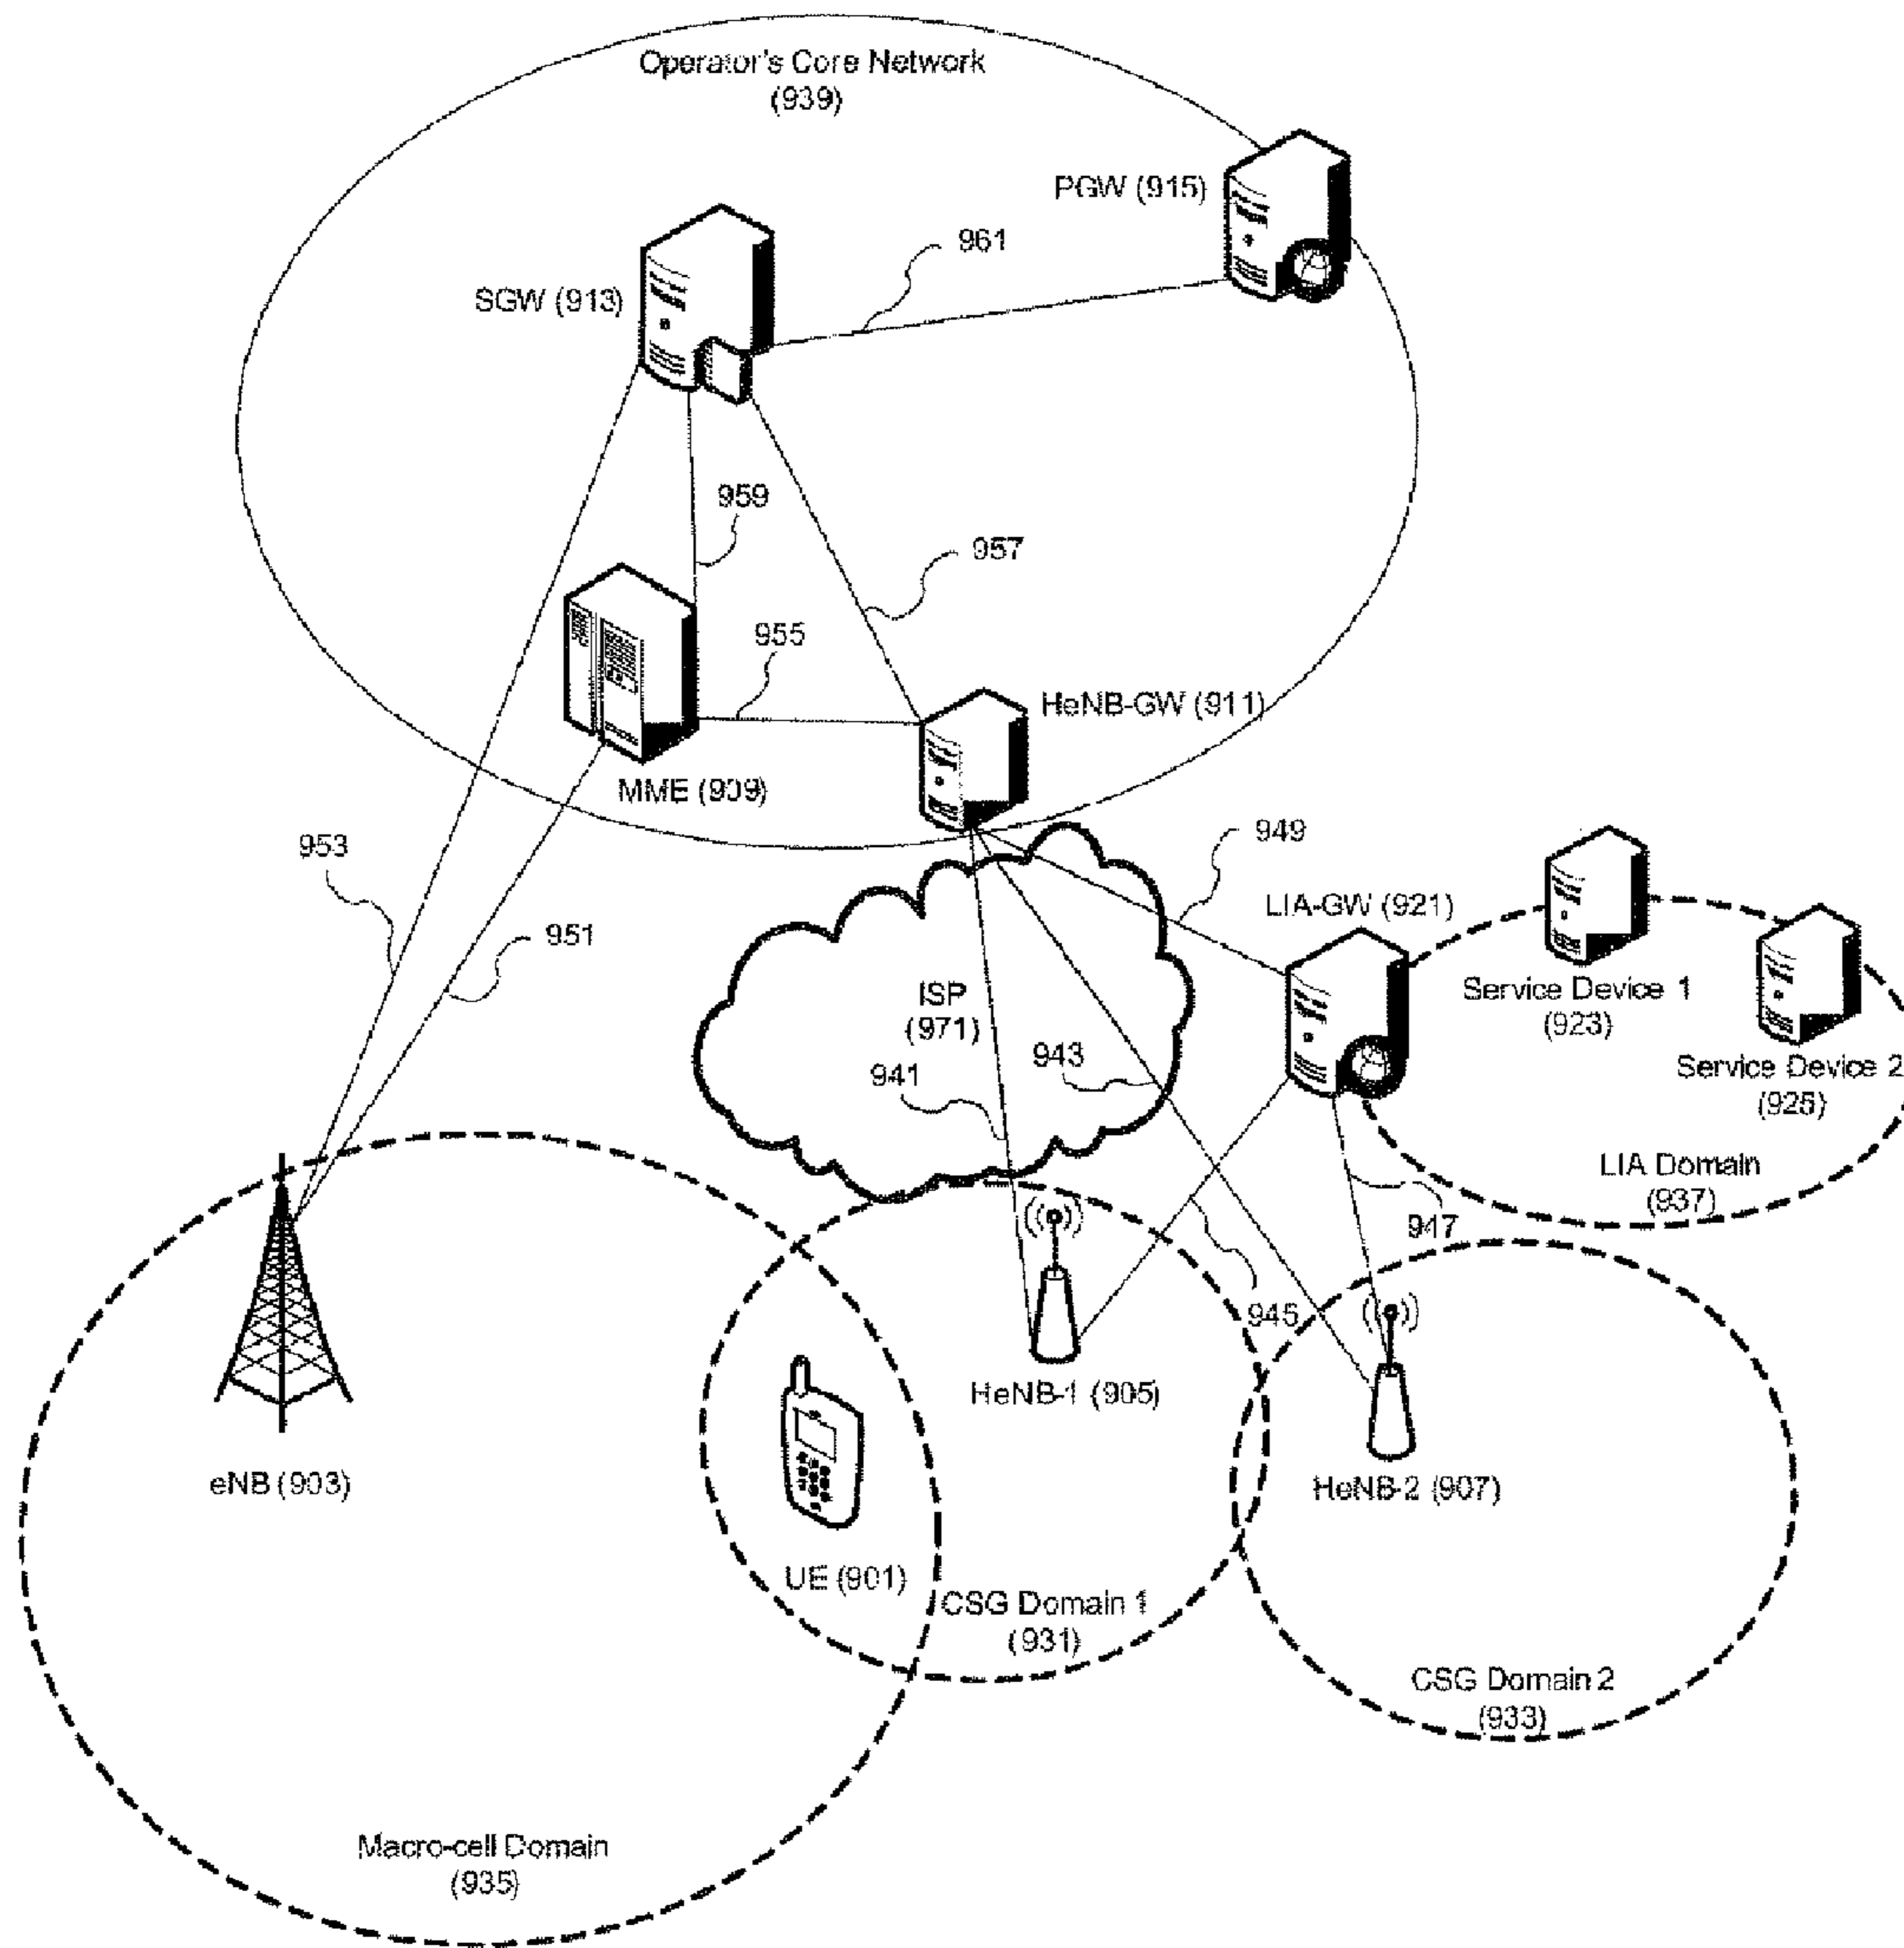 Operator's Core Network
(939)
PGW (915)
961
SGW (913)
959
957
955
HeNB-GW (911)
MME (909)
953
949
LIA-GW (921)
951
ISP
(971)
Service Device 1
(923)
943
941
Service Device 2
(925)
LIA Domain
(937)
947
945
HeNB-1 (905)
eNB (903)
HeNB-2 (907)
UE (901)
CSG Domain 1
(931)
CSG Domain 2
(933)
Macro-cell Domain
(935)